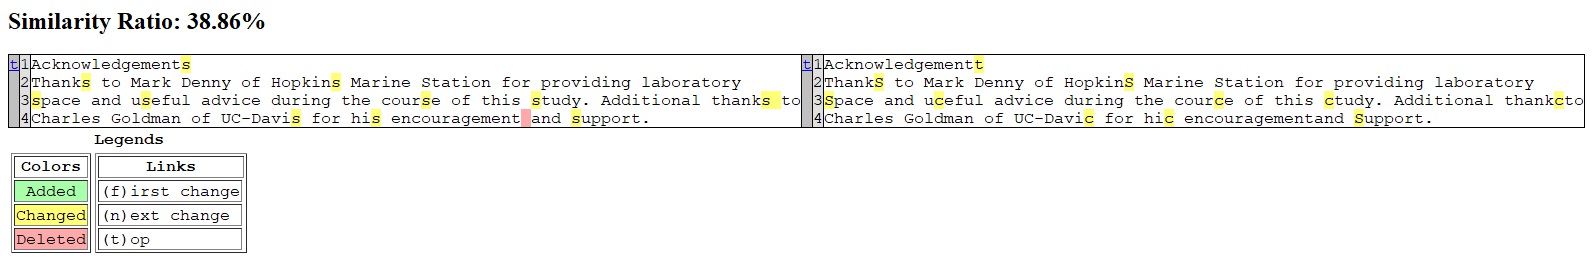 Similarity Ratio: 38.86%
t 1 Acknowledgements t 1 Acknowledgementt
2 Thanks to Mark Denny of Hopkins Marine Station for providing laboratory 2 ThankS to Mark Denny of HopkinS Marine Station for providing laboratory
3 space and useful advice during the course of this study. Additional thanks to 3 Space and uceful advice during the cource of this ctudy. Additional thankcto
4 Charles Goldman of UC-Davis for his encouragement and support. 4 Charles Goldman of UC-Davic for hic encouragementand Support.
Legends
Colors Links
Added (f)irst change
Changed (n)ext change
Deleted (t)op